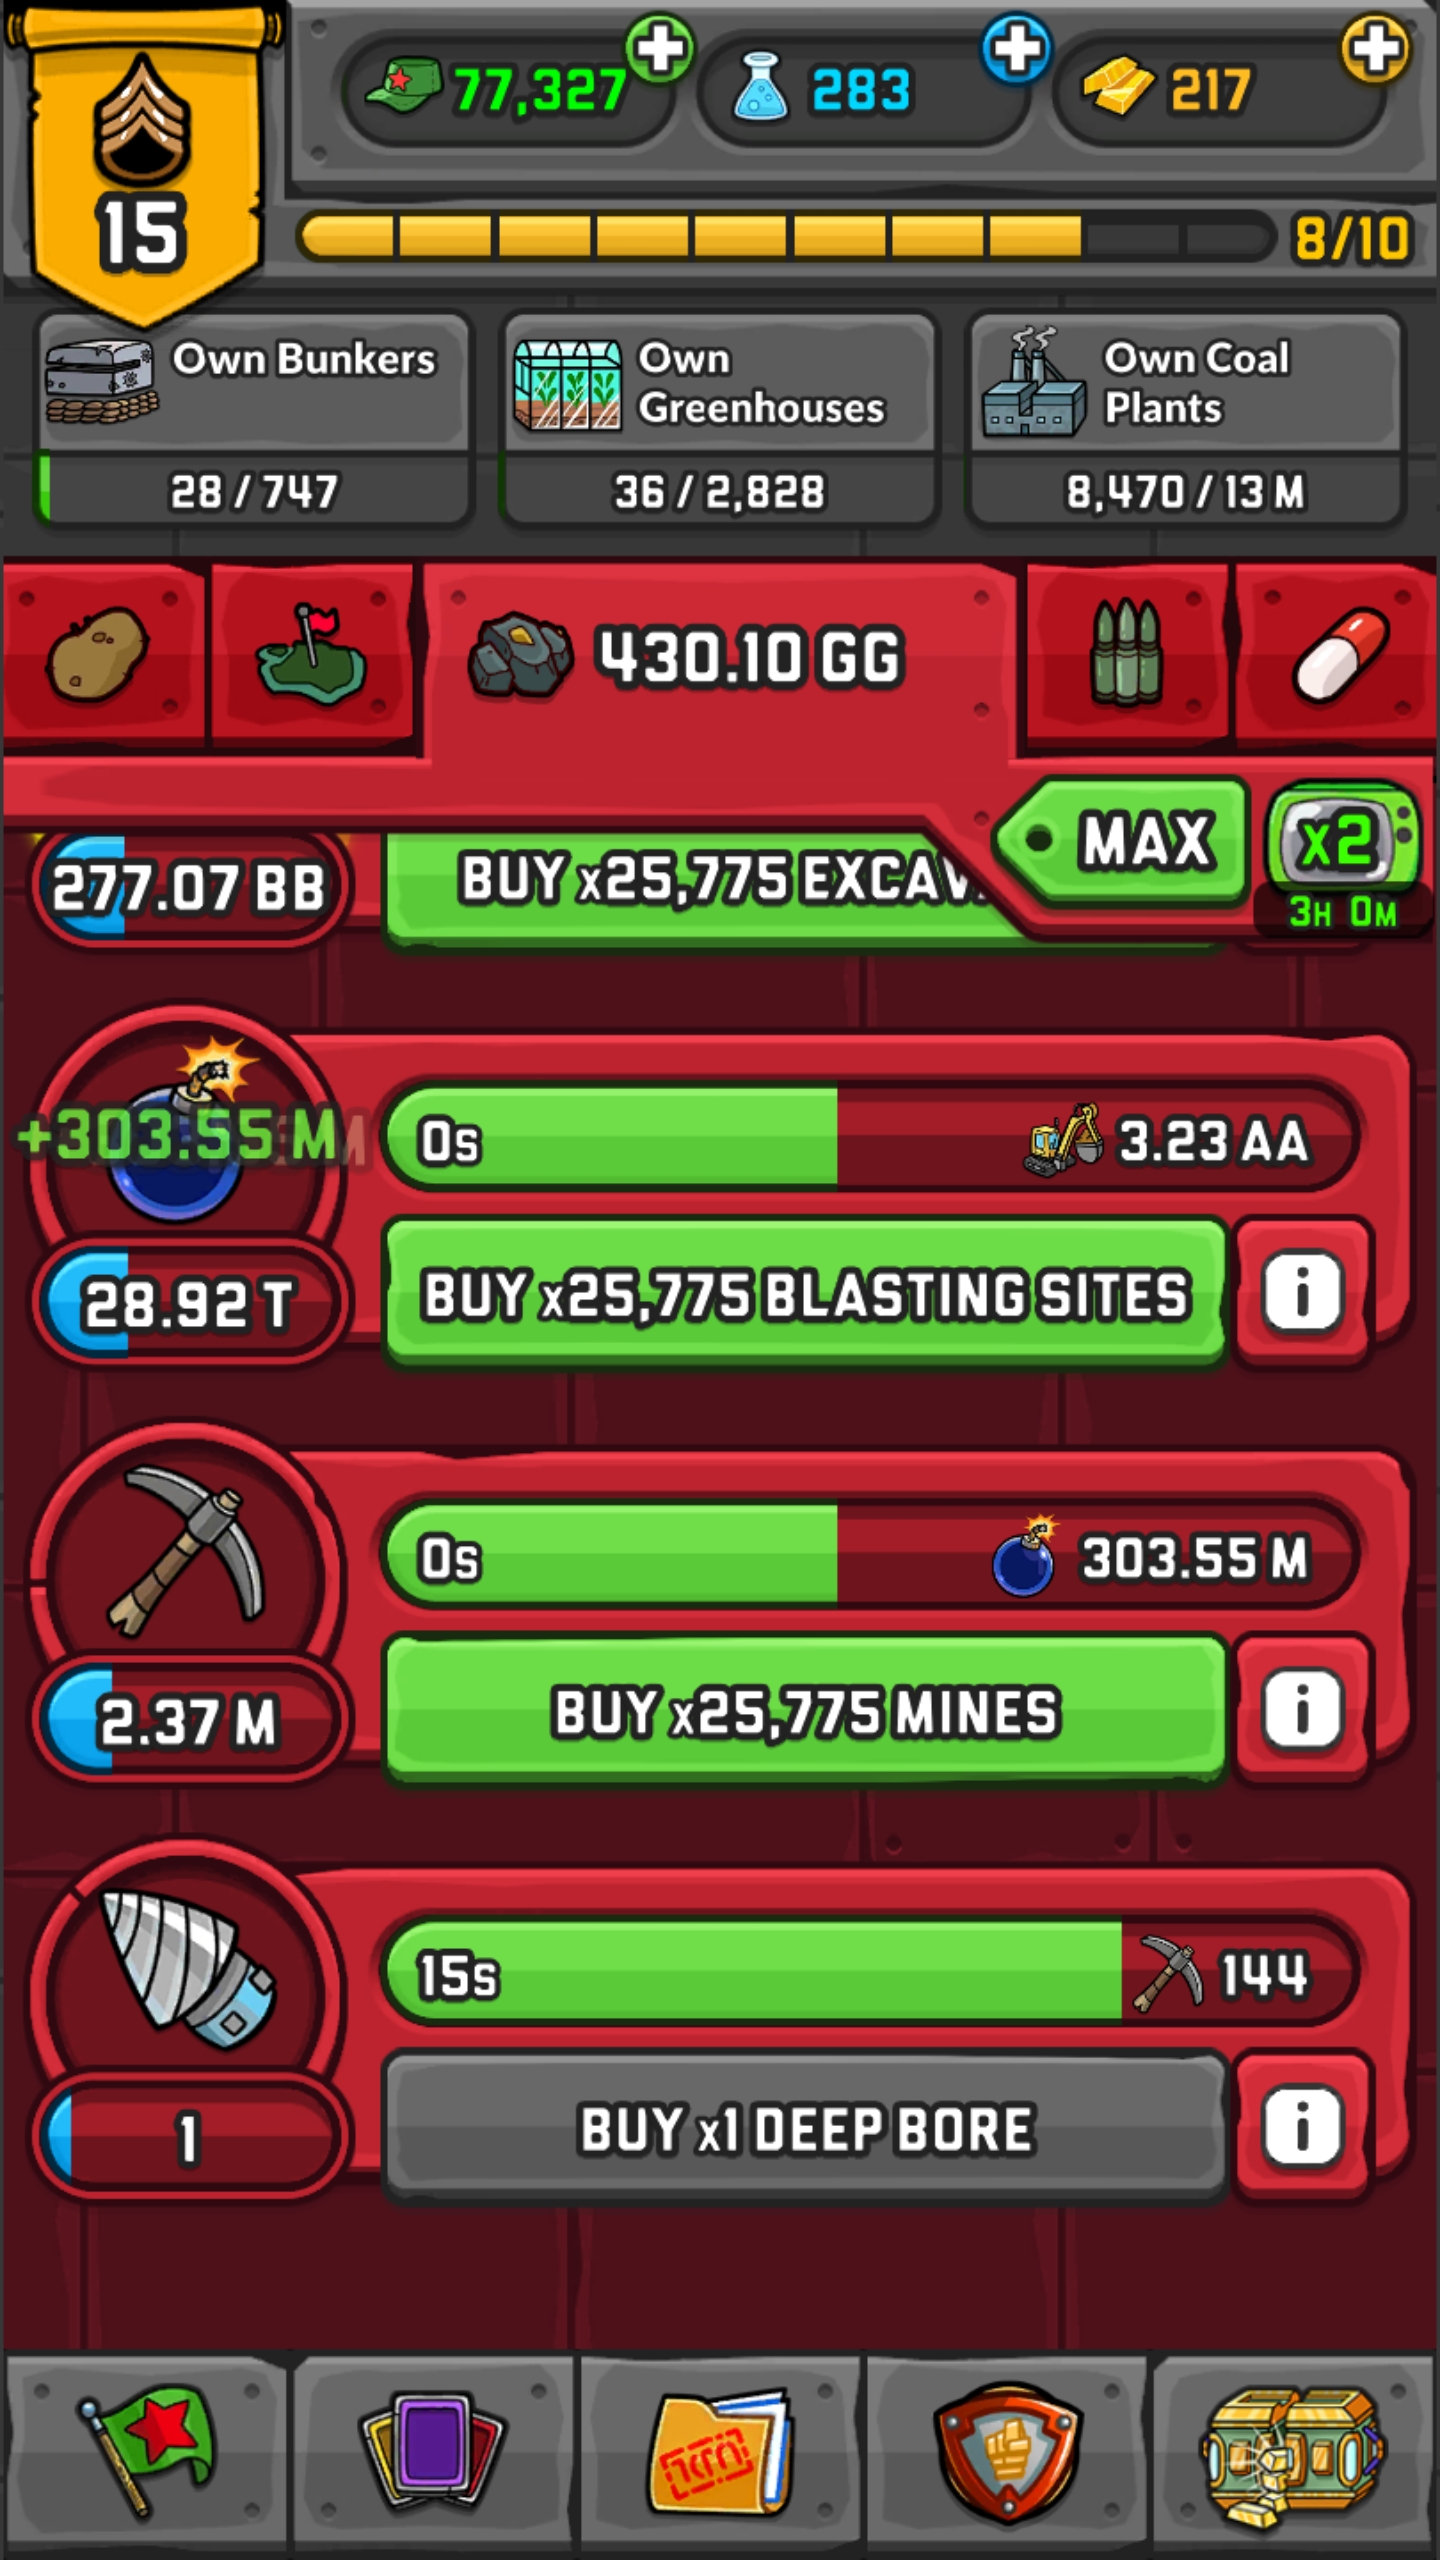 77,327
283
217
15
8/10
Own Bunkers
28 / 747
Own
Greenhouses
36 / 2,828
Own Coal
Plants
8,470 / 13 M
430.10 GG
MAX
x2
3H 0M
277.07 BB
BUY x25,775
+303.55 M
0s
3.23 AA
28.92 T
BUY x25,775 BLASTING SITES
i
0s
303.55 M
2.37 M
BUY x25,775 MINES
i
15s
144
1
BUY x1 DEEP BORE
i